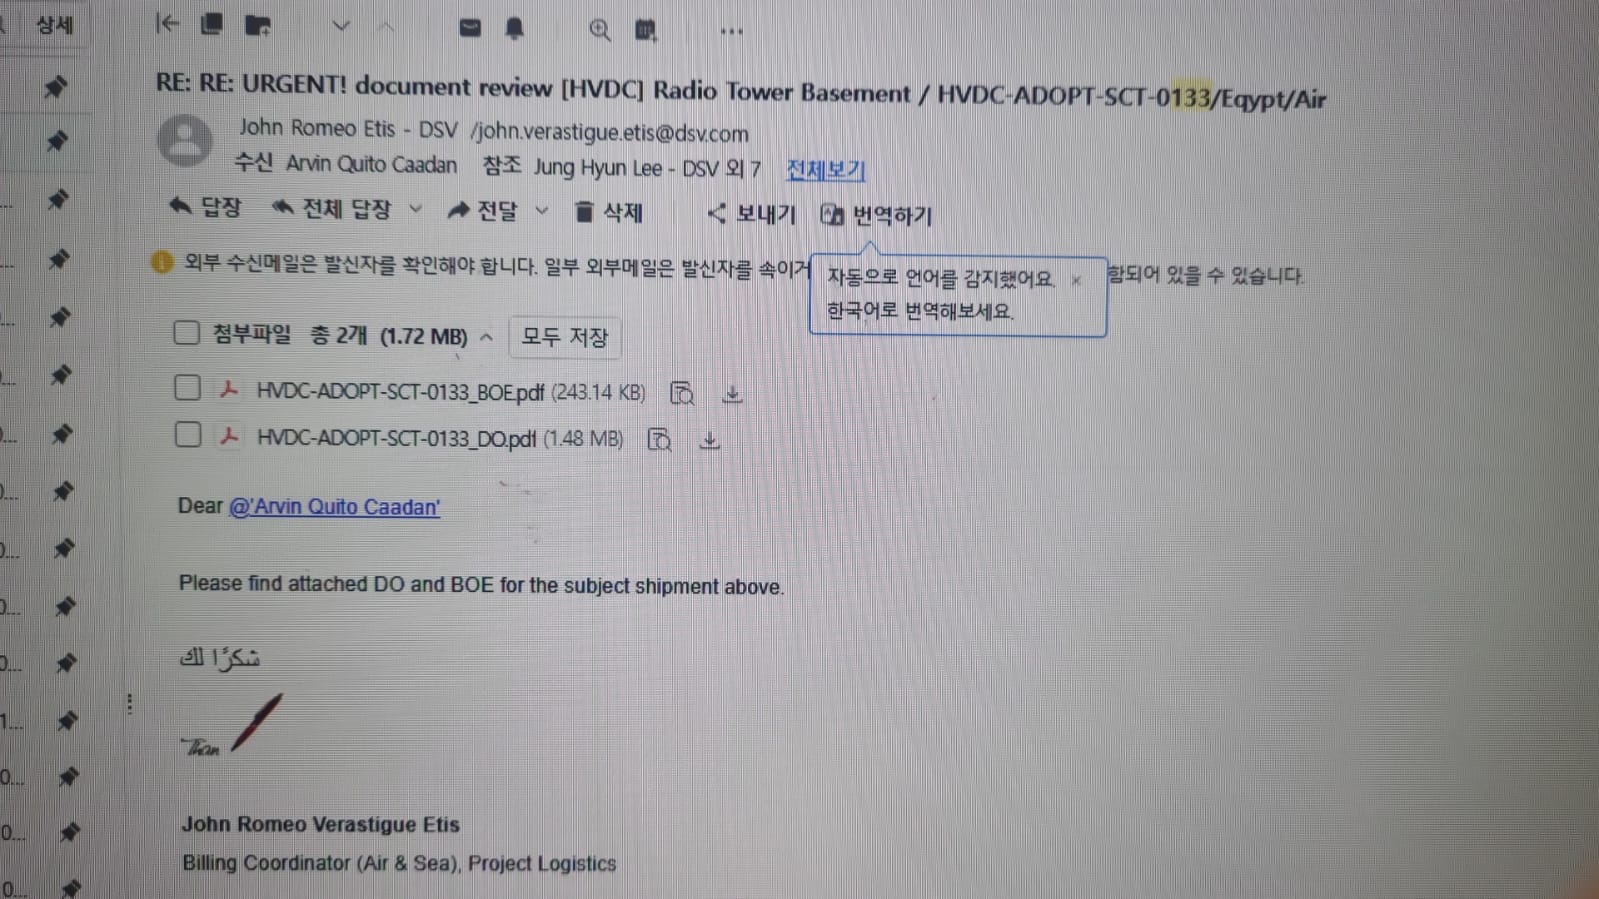 상세
RE: RE: URGENT! document review [HVDC] Radio Tower Basement / HVDC-ADOPT-SCT-0133/Eqypt/Air
John Romeo Etis - DSV /john.verastigue.etis@dsv.com
수신 Arvin Quito Caadan 참조 Jung Hyun Lee - DSV 외 7 전체보기
답장 전체 답장 전달 삭제 보내기 번역하기
외부 수신메일은 발신자를 확인해야 합니다. 일부 외부메일은 발신자를 속이거 함되어 있을 수 있습니다.
자동으로 언어를 감지했어요. ×
한국어로 번역해보세요.
첨부파일 총 2개 (1.72 MB) 모두 저장
HVDC-ADOPT-SCT-0133_BOE.pdf (243.14 KB)
HVDC-ADOPT-SCT-0133_DO.pdf (1.48 MB)
Dear @'Arvin Quito Caadan'
Please find attached DO and BOE for the subject shipment above.
شكرًا لك
Than
John Romeo Verastigue Etis
Billing Coordinator (Air & Sea), Project Logistics